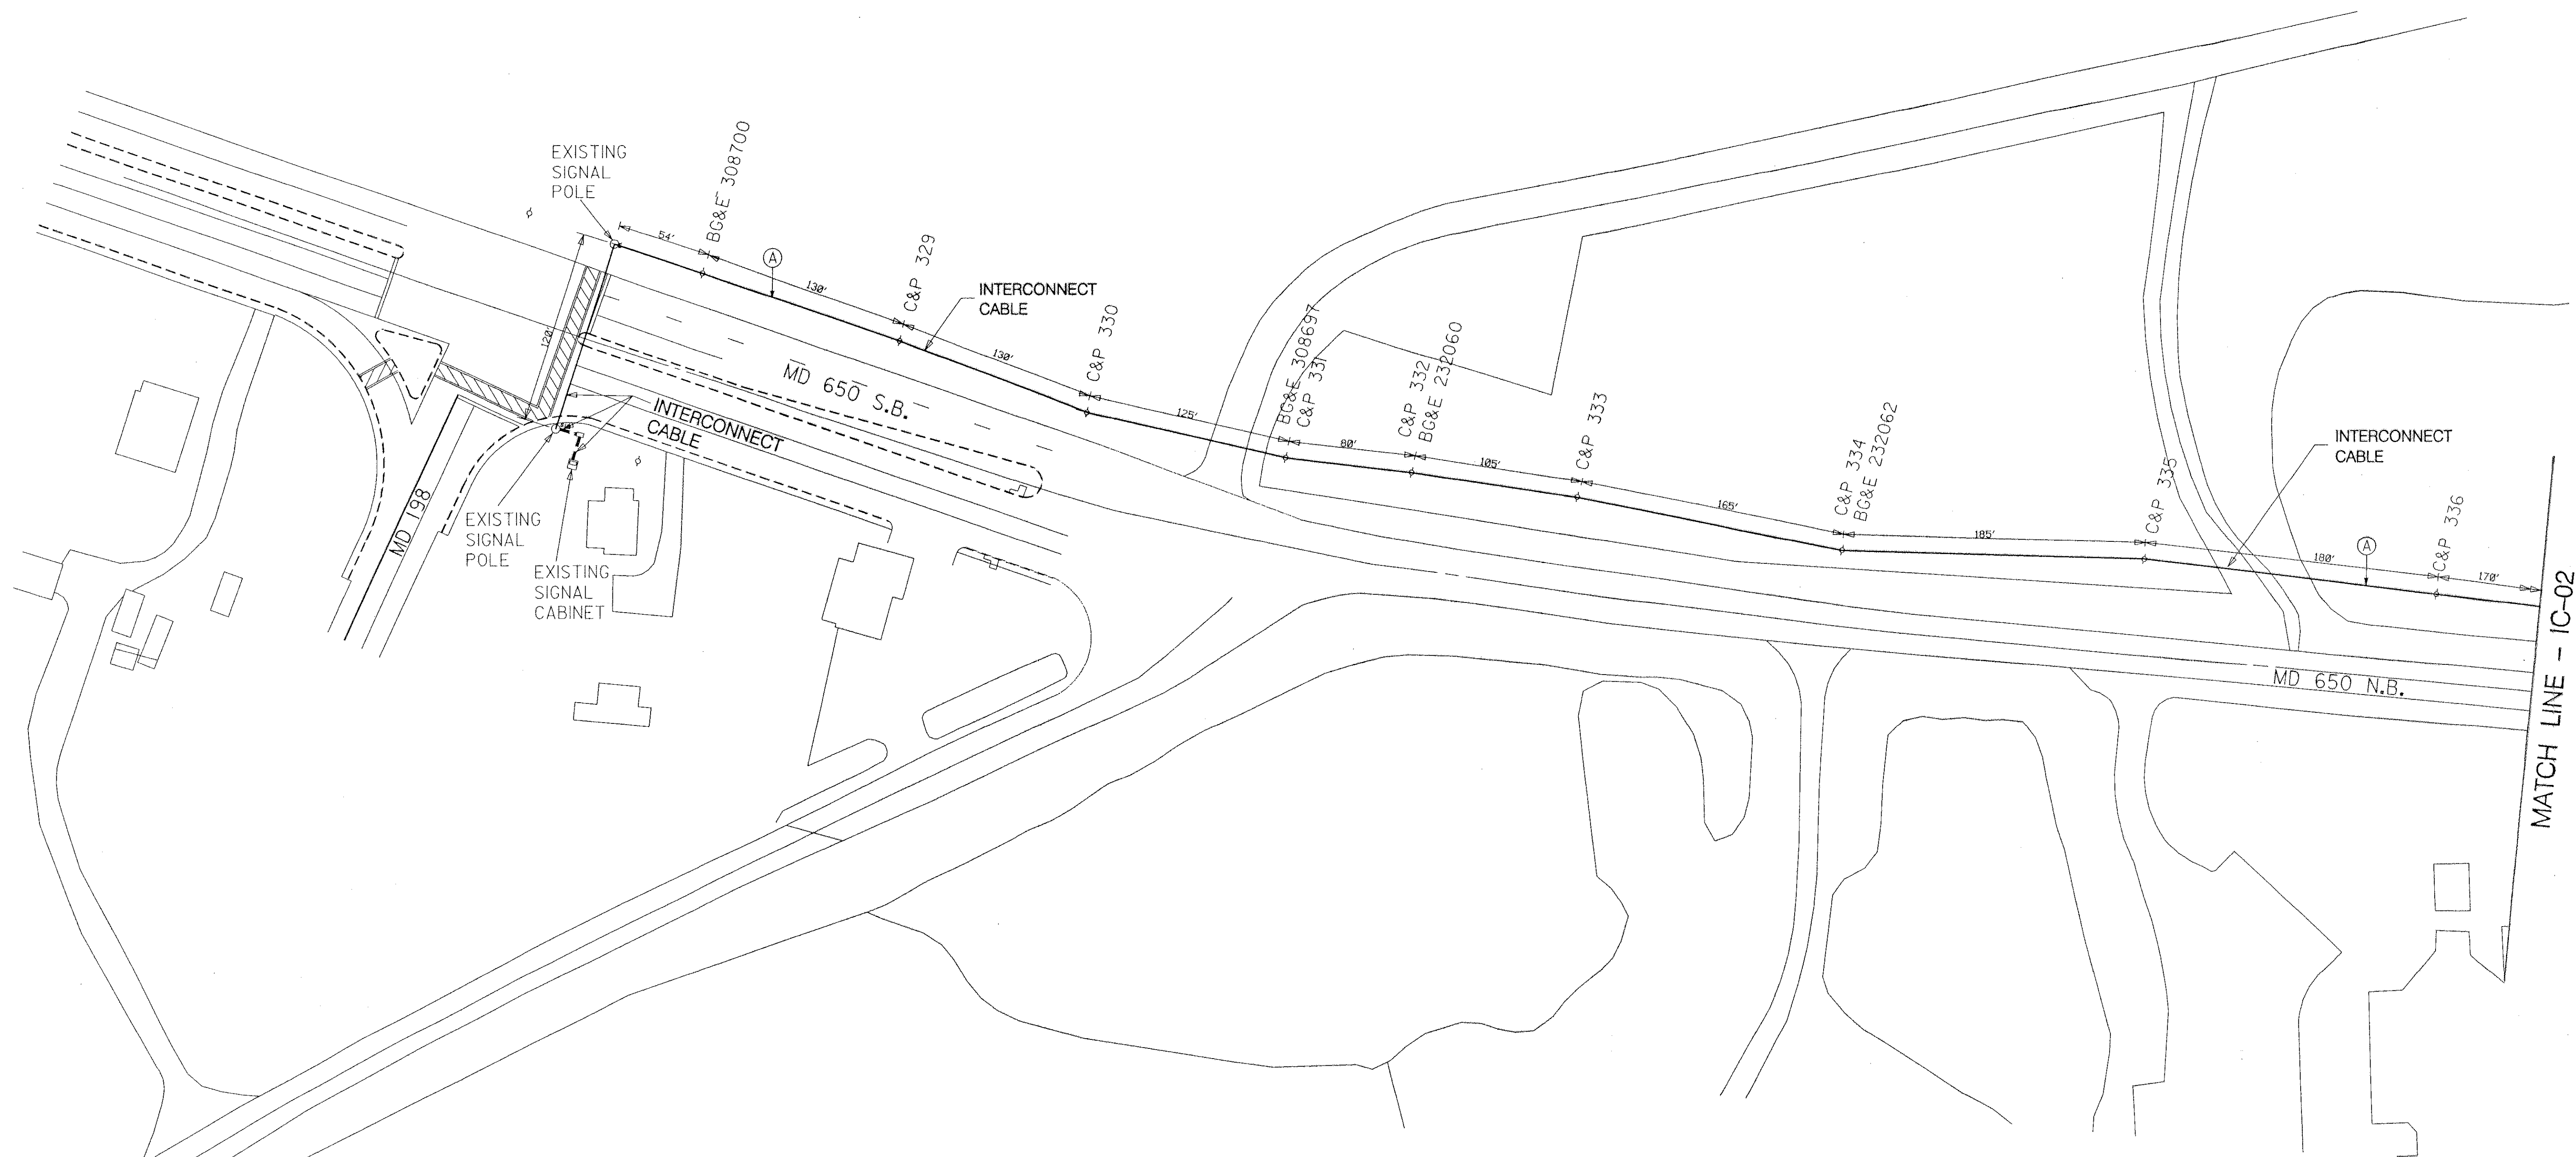 EXISTING
SIGNAL
POLE
BG&E 308700
54'
A
130'
C&P 329
INTERCONNECT
CABLE
130'
C&P 330
120'
MD 650 S.B.
INTERCONNECT
CABLE
125'
BG&E 308697
C&P 331
80'
C&P 332
BG&E 232060
105'
C&P 333
165'
C&P 334
BG&E 232062
185'
C&P 335
180'
INTERCONNECT
CABLE
A
C&P 336
170'
MD 198
EXISTING
SIGNAL
POLE
EXISTING
SIGNAL
CABINET
MD 650 N.B.
MATCH LINE - IC-02